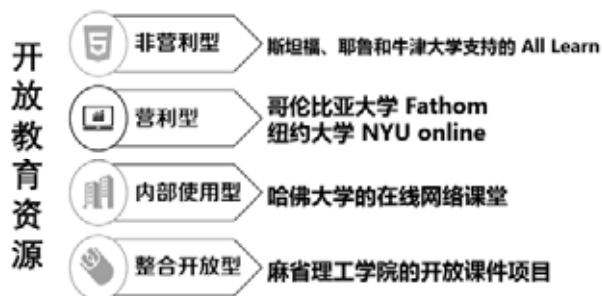 开放教育资源
非营利型
斯坦福、耶鲁和牛津大学支持的 All Learn
营利型
哥伦比亚大学 Fathom
纽约大学 NYU online
内部使用型
哈佛大学的在线网络课堂
整合开放型
麻省理工学院的开放课件项目